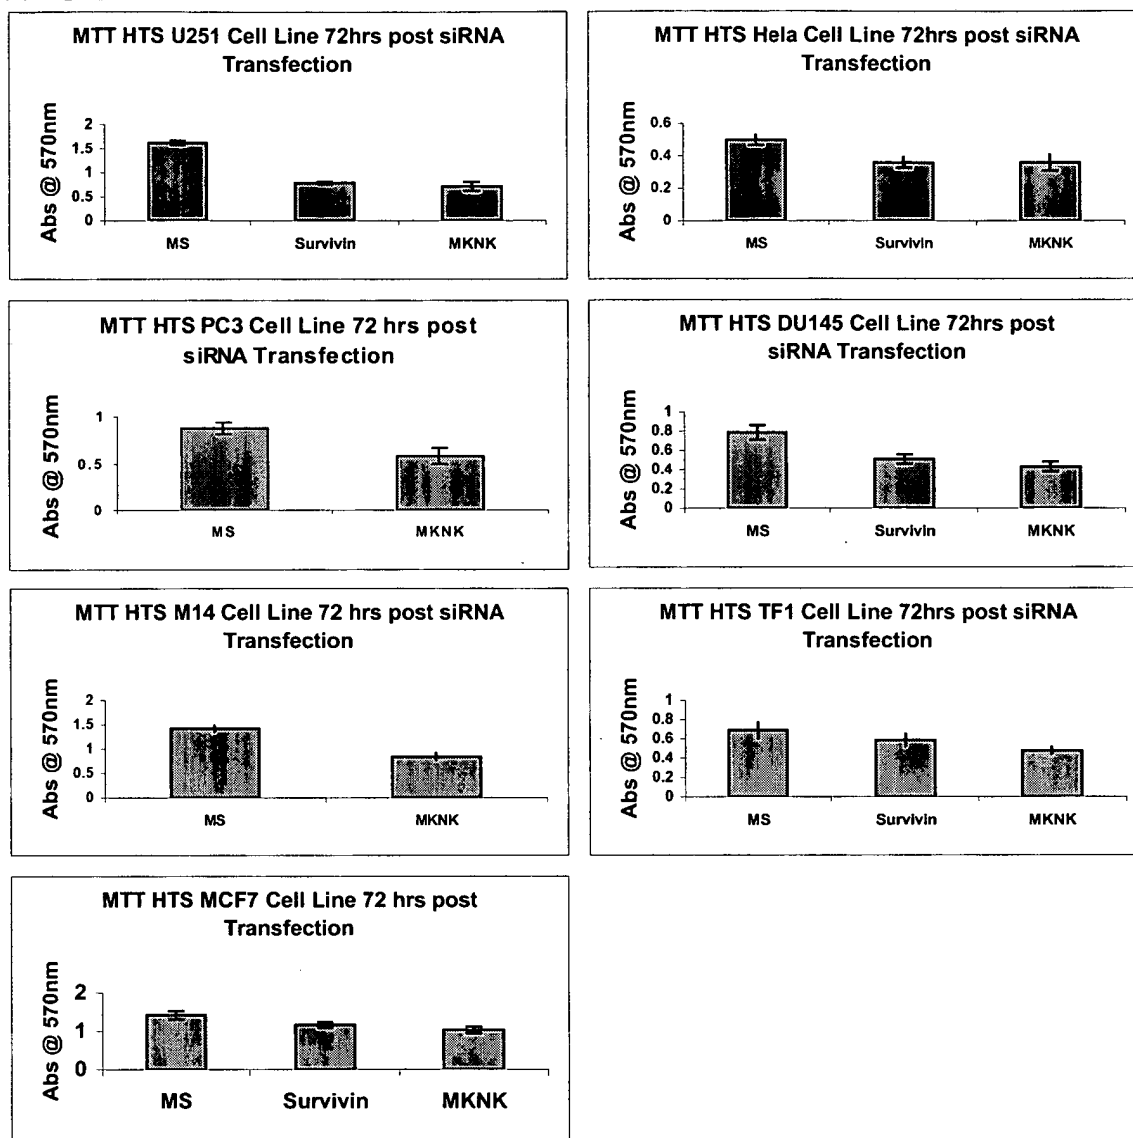 MTT HTS U251 Cell Line 72hrs post siRNA
Transfection
Abs @ 570nm
2
1.5
1
0.5
0
MS Survivin MKNK
MTT HTS Hela Cell Line 72hrs post siRNA
Transfection
Abs @ 570nm
0.6
0.4
0.2
0
MS Survivin MKNK
MTT HTS PC3 Cell Line 72 hrs post
siRNA Transfection
Abs @ 570nm
1
0.5
0
MS MKNK
MTT HTS DU145 Cell Line 72hrs post
siRNA Transfection
Abs @ 570nm
1
0.8
0.6
0.4
0.2
0
MS Survivin MKNK
MTT HTS M14 Cell Line 72 hrs post siRNA
Transfection
Abs @ 570nm
2
1.5
1
0.5
0
MS MKNK
MTT HTS TF1 Cell Line 72hrs post siRNA
Transfection
Abs @ 570nm
1
0.8
0.6
0.4
0.2
0
MS Survivin MKNK
MTT HTS MCF7 Cell Line 72 hrs post
Transfection
Abs @ 570nm
2
1
0
MS Survivin MKNK